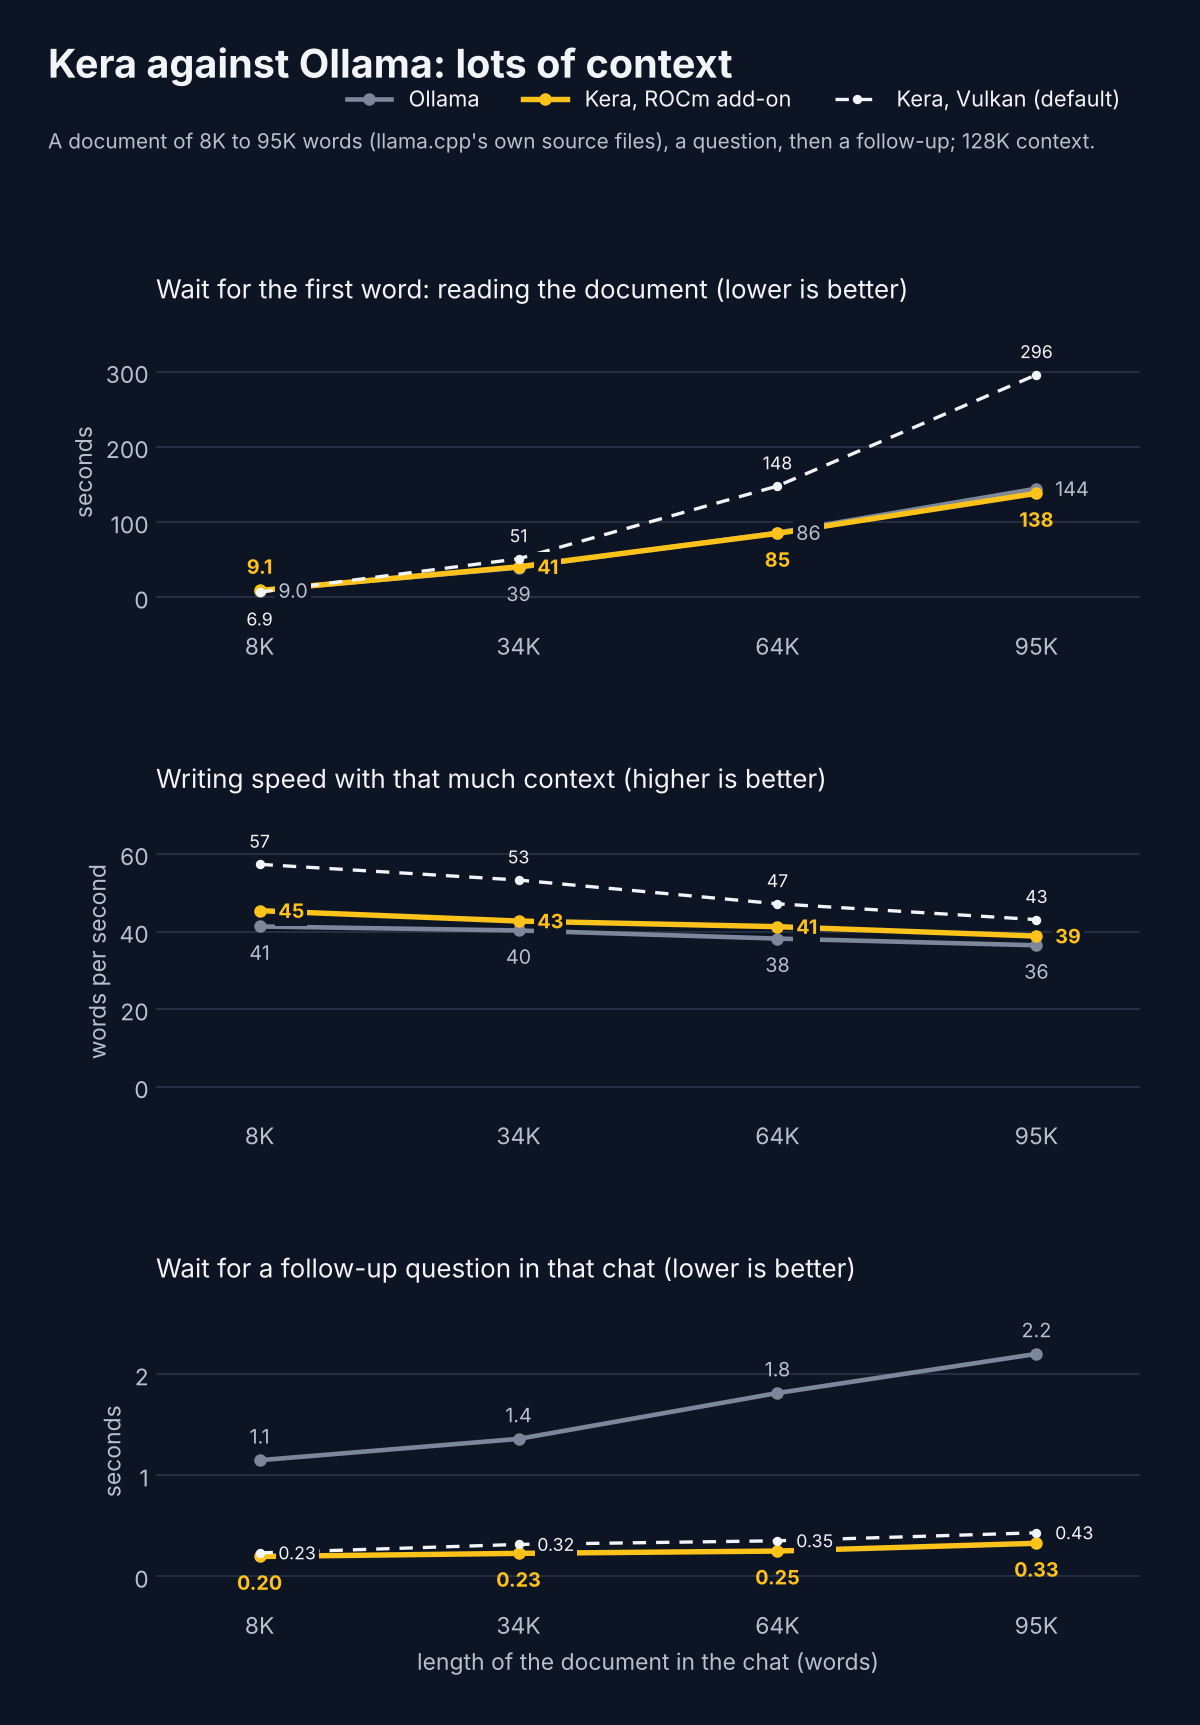 Kera against Ollama: lots of context
Ollama
Kera, ROCm add-on
Kera, Vulkan (default)
A document of 8K to 95K words (llama.cpp's own source files), a question, then a follow-up; 128K context.
Wait for the first word: reading the document (lower is better)
seconds
300
200
100
0
296
148
144
138
51
86
85
9.1
41
9.0
39
6.9
8K
34K
64K
95K
Writing speed with that much context (higher is better)
words per second
60
40
20
0
57
53
47
43
45
43
41
39
41
40
38
36
8K
34K
64K
95K
Wait for a follow-up question in that chat (lower is better)
seconds
2
1
0
2.2
1.8
1.4
1.1
0.23
0.32
0.35
0.43
0.20
0.23
0.25
0.33
8K
34K
64K
95K
length of the document in the chat (words)